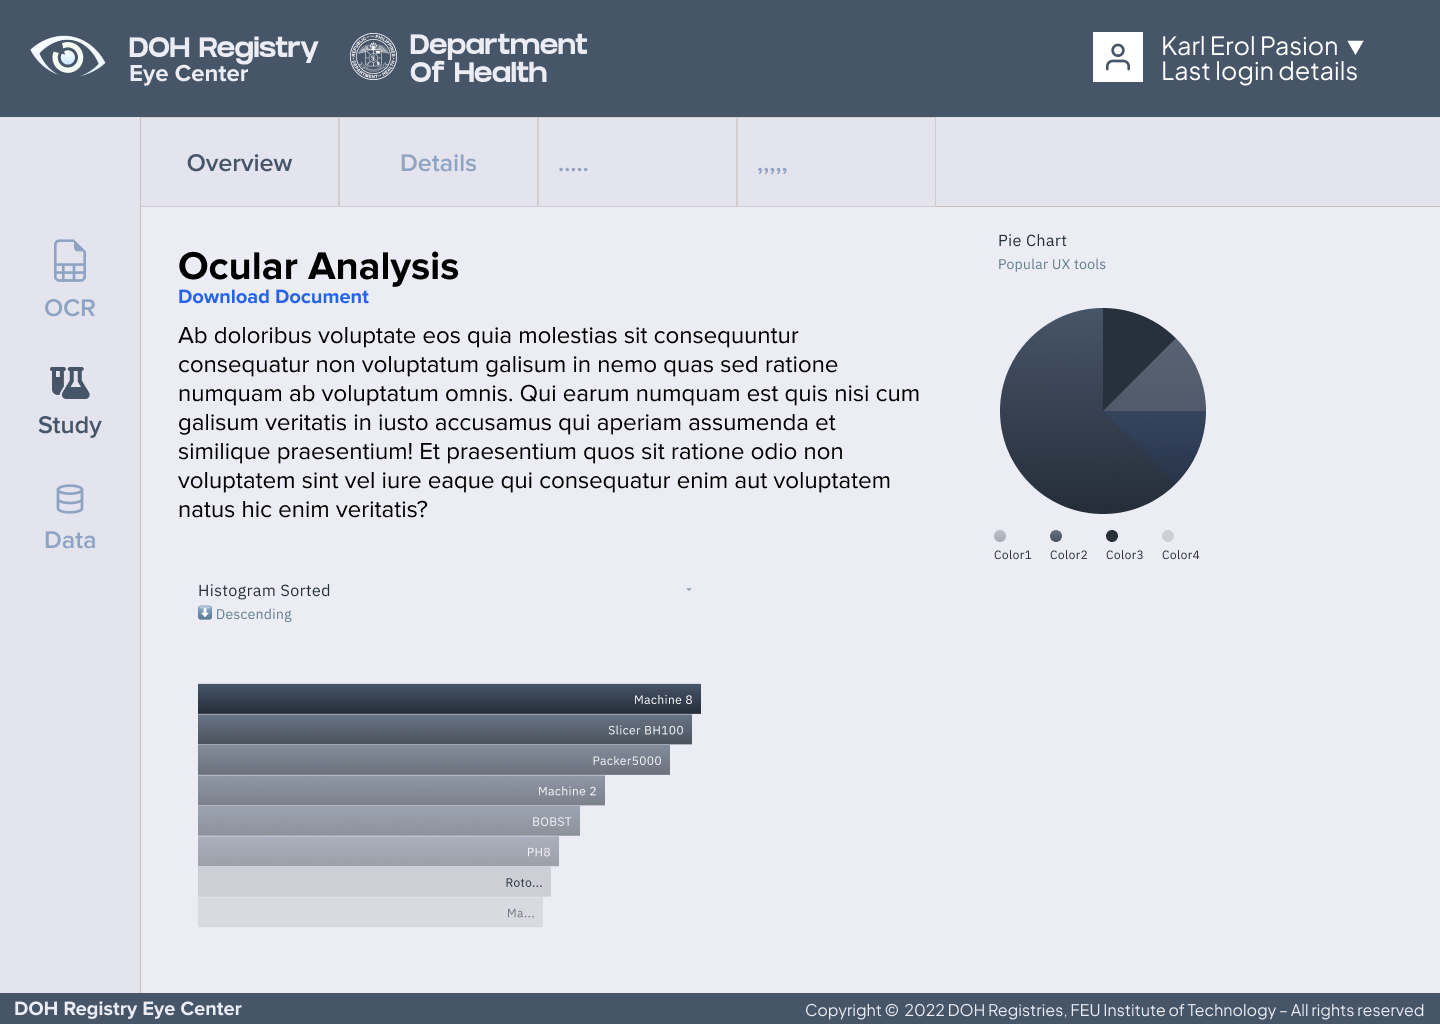 DOH Registry
Eye Center
Department
Of Health
Karl Erol Pasion ▼
Last login details
Overview
Details
.....
,,,,,
OCR
Study
Data
Ocular Analysis
Download Document
Ab doloribus voluptate eos quia molestias sit consequuntur
consequatur non voluptatum galisum in nemo quas sed ratione
numquam ab voluptatum omnis. Qui earum numquam est quis nisi cum
galisum veritatis in iusto accusamus qui aperiam assumenda et
similique praesentium! Et praesentium quos sit ratione odio non
voluptatem sint vel iure eaque qui consequatur enim aut voluptatem
natus hic enim veritatis?
Pie Chart
Popular UX tools
Color1
Color2
Color3
Color4
Histogram Sorted
⬇️ Descending
Machine 8
Slicer BH100
Packer5000
Machine 2
BOBST
PH8
Roto...
Ma...
DOH Registry Eye Center
Copyright © 2022 DOH Registries, FEU Institute of Technology – All rights reserved